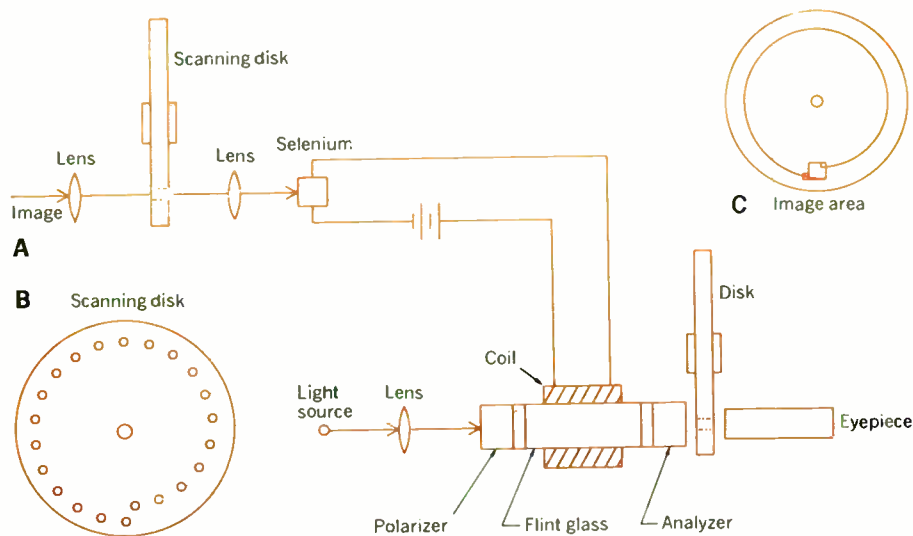 Scanning disk
Lens
Lens
Selenium
Image
A
C
Image area
B
Scanning disk
Disk
Coil
Light
source
Lens
Eyepiece
Polarizer
Flint glass
Analyzer